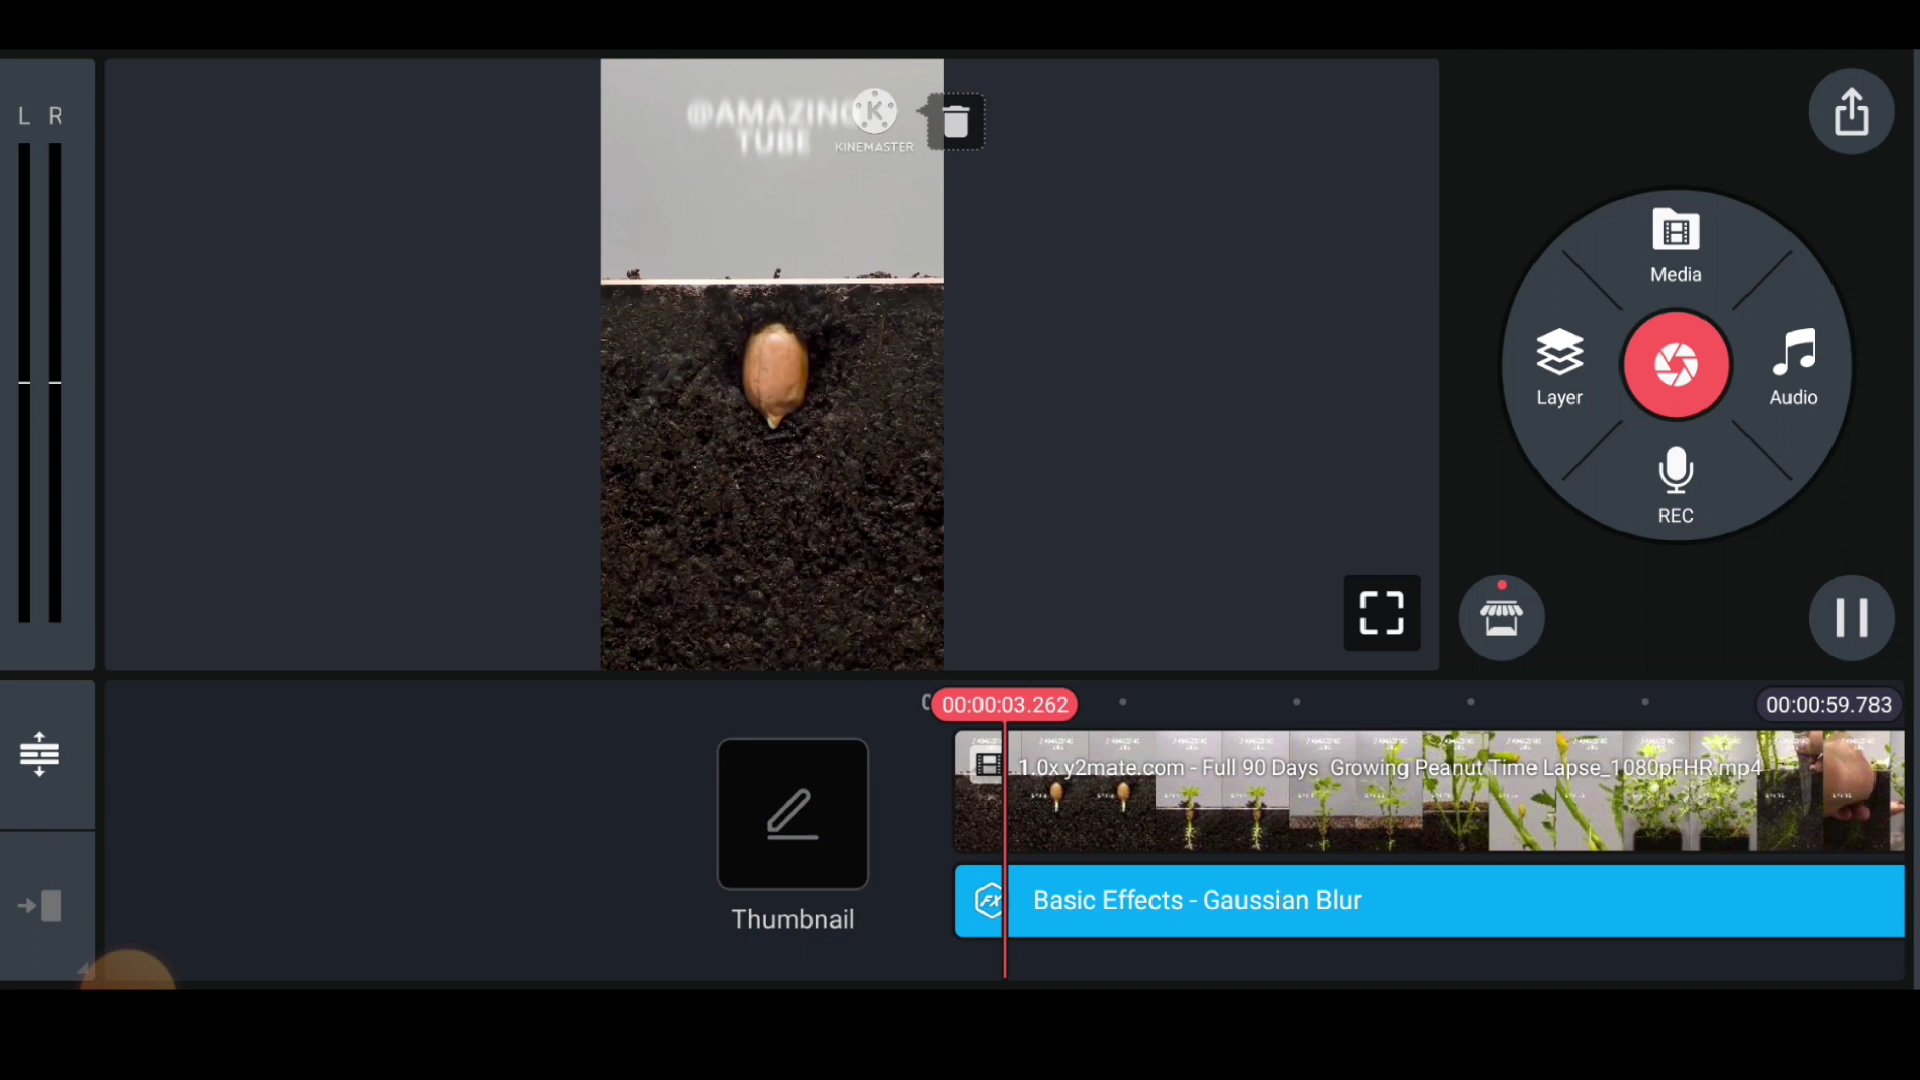 L R
@AMAZING
TUBE
KINEMASTER
Media
Layer
Audio
REC
00:00:03.262
00:00:59.783
1.0x y2mate.com - Full 90 Days Growing Peanut Time Lapse_1080pFHR.mp4
Thumbnail
Basic Effects - Gaussian Blur